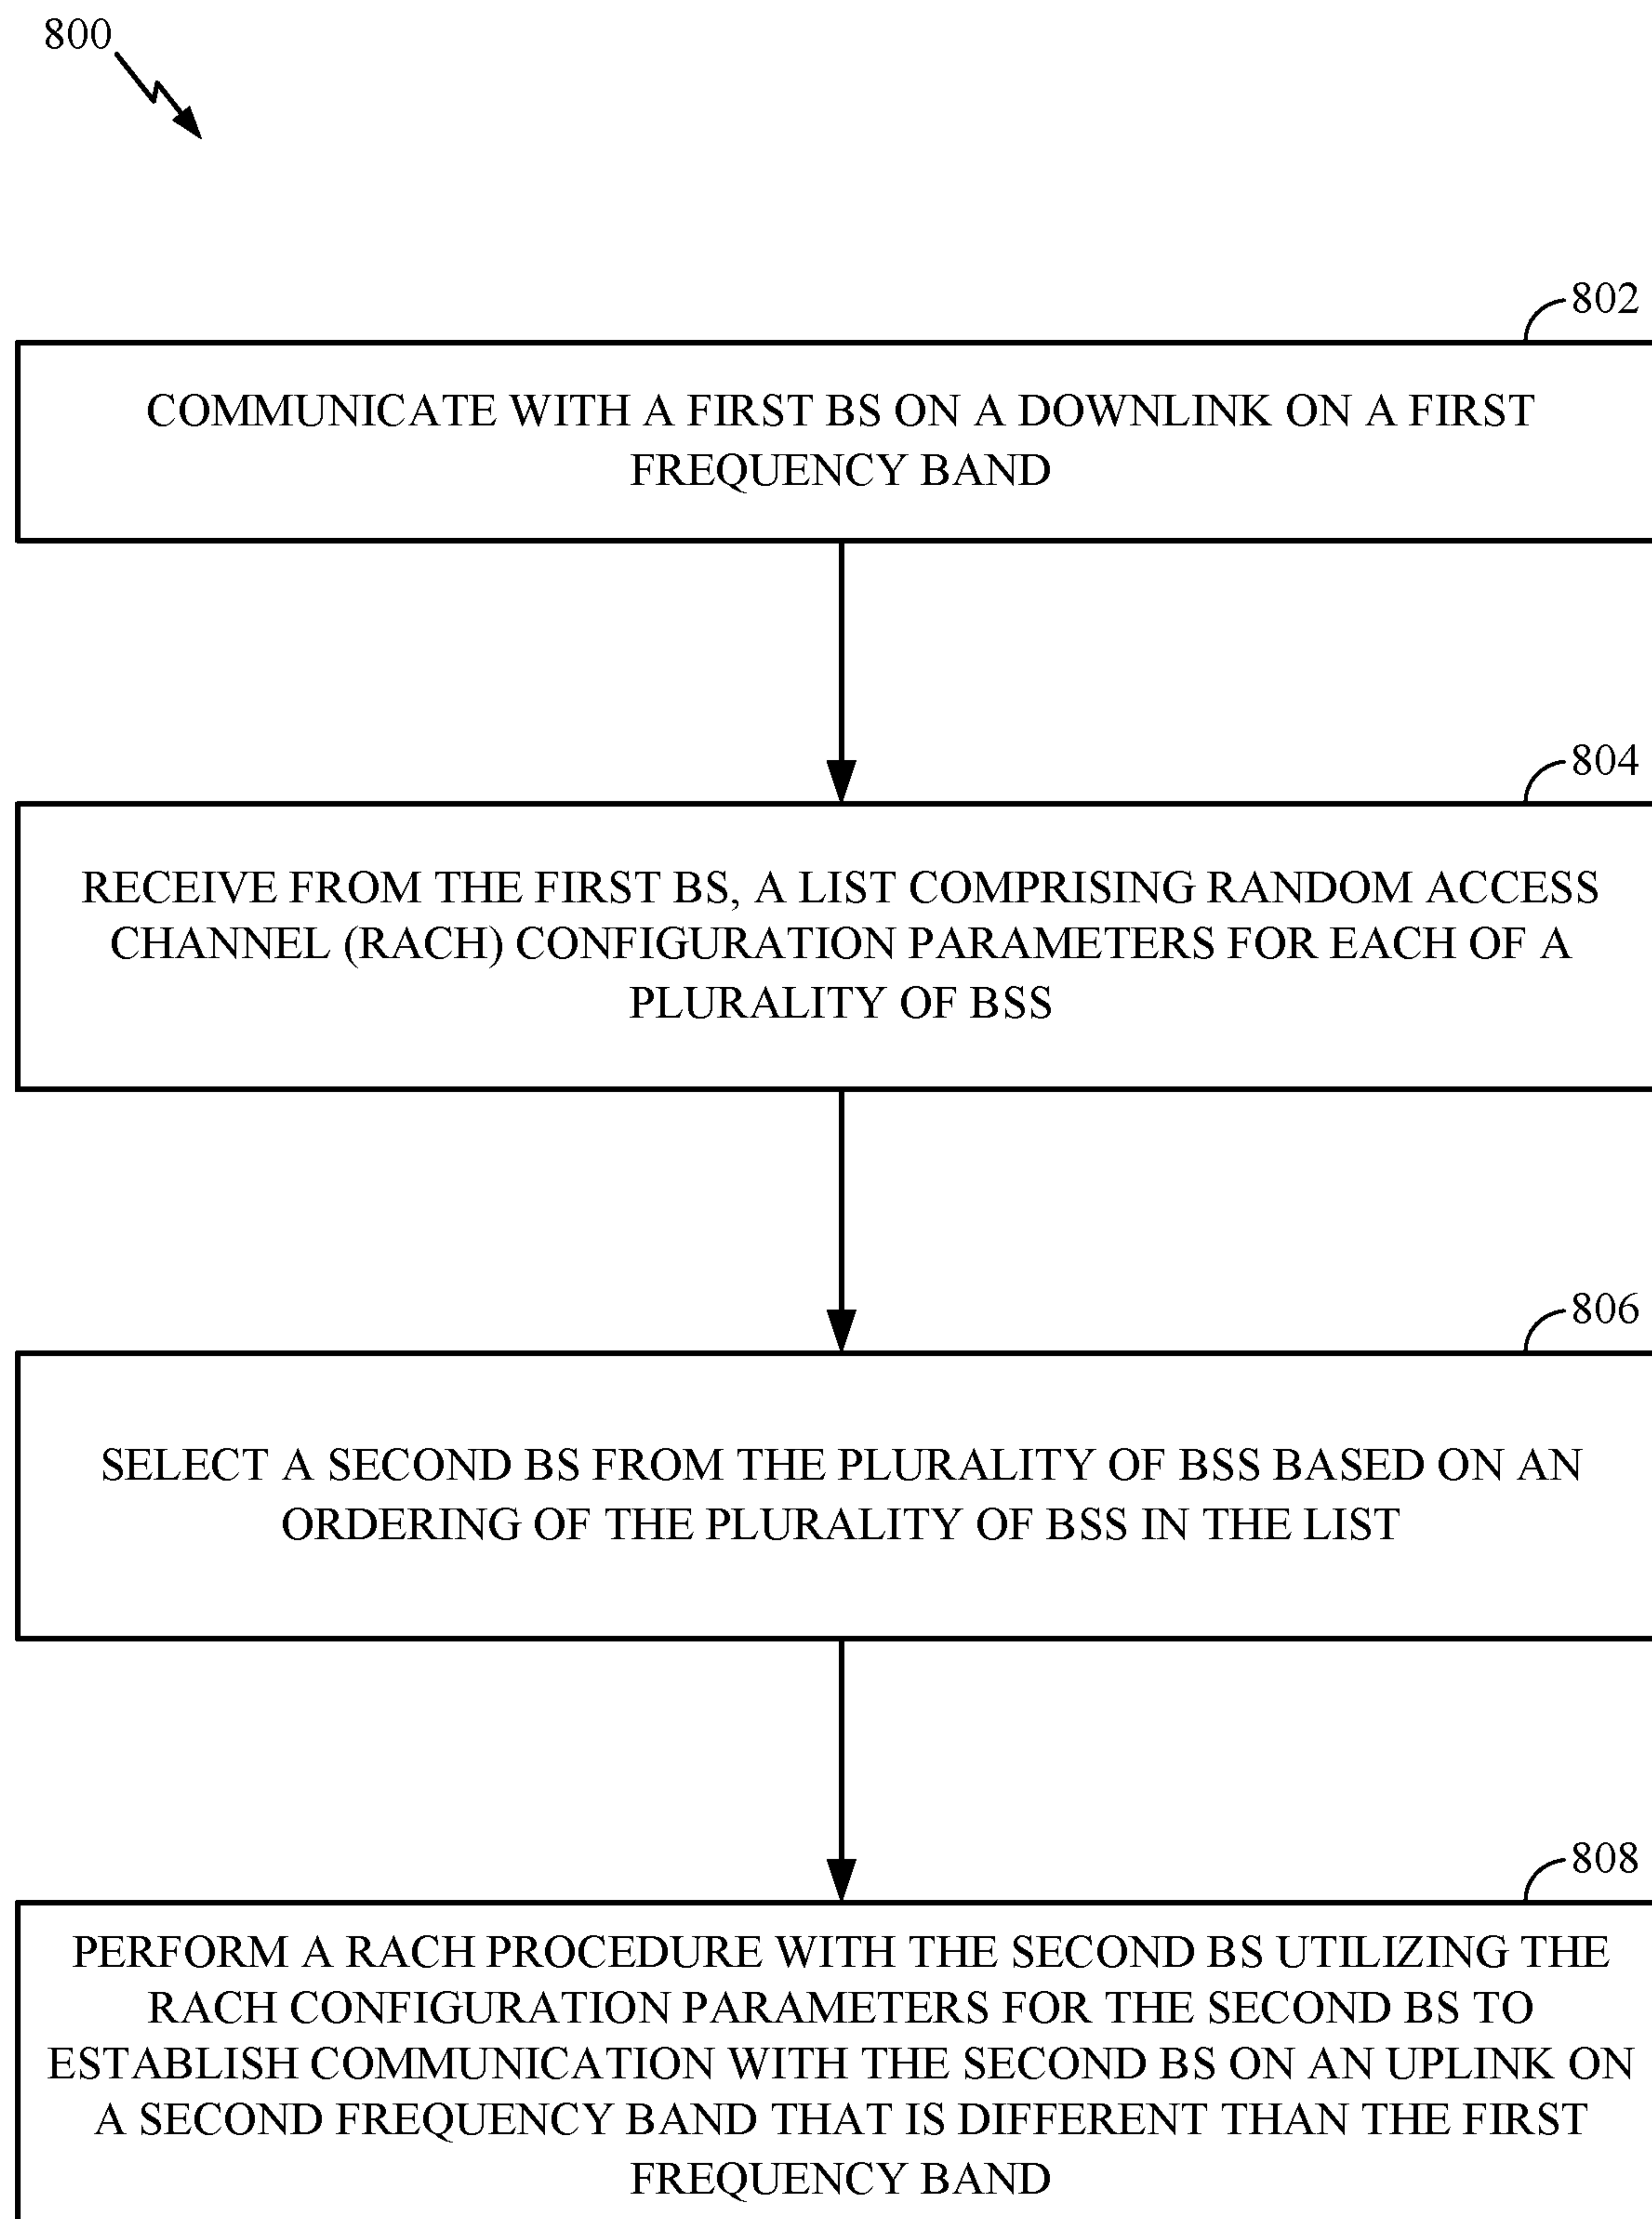 800
802
COMMUNICATE WITH A FIRST BS ON A DOWNLINK ON A FIRST
FREQUENCY BAND
804
RECEIVE FROM THE FIRST BS, A LIST COMPRISING RANDOM ACCESS
CHANNEL (RACH) CONFIGURATION PARAMETERS FOR EACH OF A
PLURALITY OF BSS
806
SELECT A SECOND BS FROM THE PLURALITY OF BSS BASED ON AN
ORDERING OF THE PLURALITY OF BSS IN THE LIST
808
PERFORM A RACH PROCEDURE WITH THE SECOND BS UTILIZING THE
RACH CONFIGURATION PARAMETERS FOR THE SECOND BS TO
ESTABLISH COMMUNICATION WITH THE SECOND BS ON AN UPLINK ON
A SECOND FREQUENCY BAND THAT IS DIFFERENT THAN THE FIRST
FREQUENCY BAND